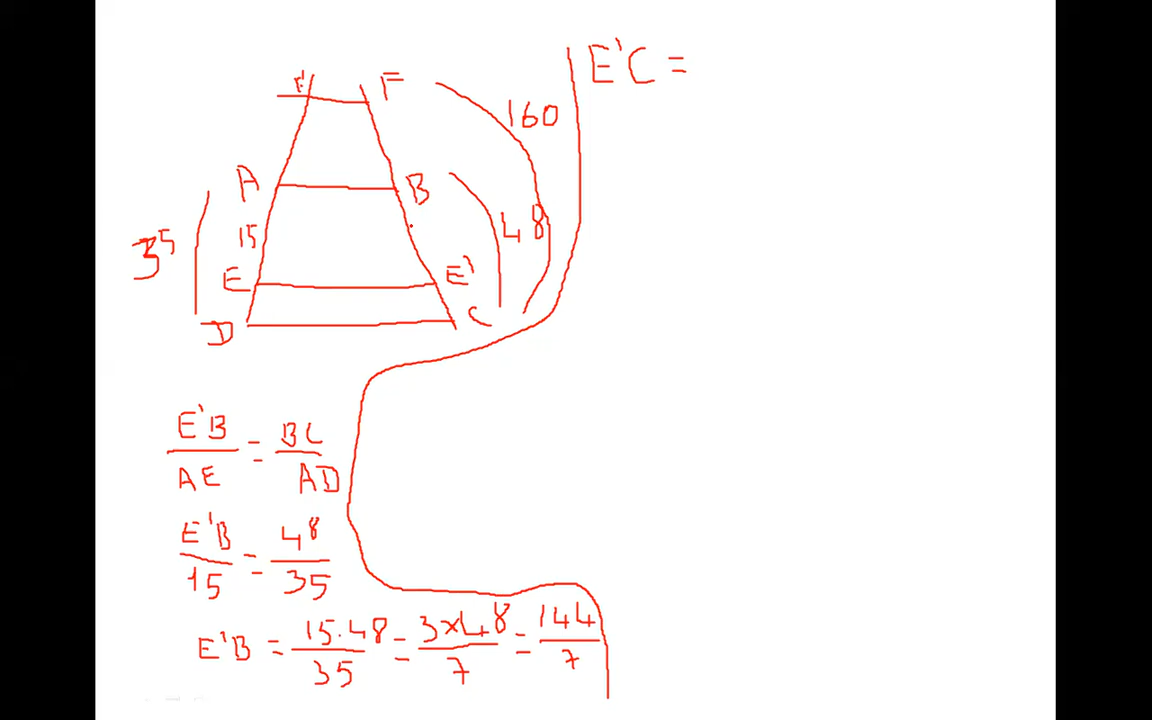 E'C =
F' F
160
A B
35 15 48
E E'
D C
E'B/AE = BC/AD
E'B/15 = 48/35
E'B = 15.48/35 = 3×48/7 = 144/7